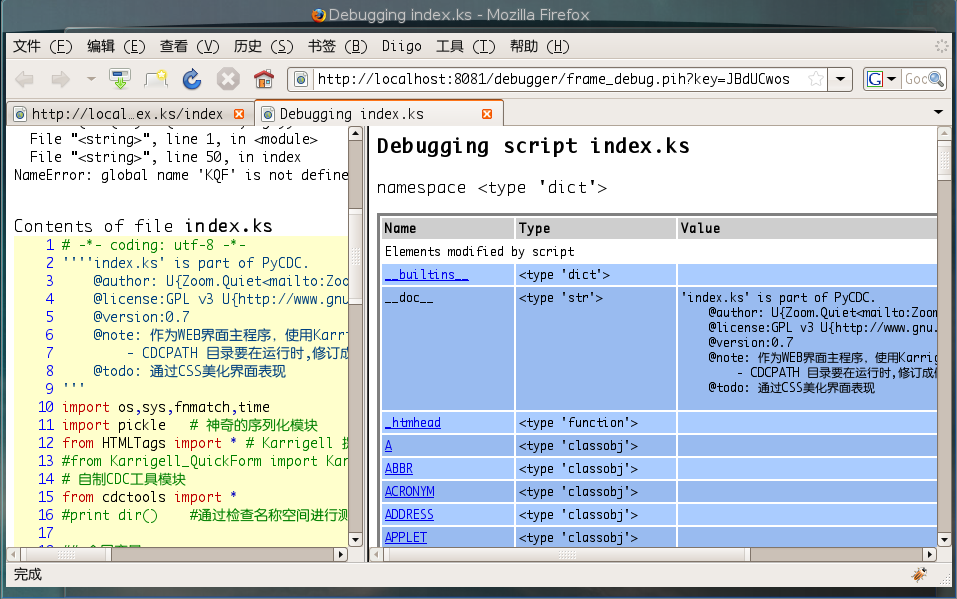 Debugging index.ks - Mozilla Firefox
文件 (F) 编辑 (E) 查看 (V) 历史 (S) 书签 (B) Diigo 工具 (T) 帮助 (H)
http://localhost:8081/debugger/frame_debug.pih?key=JBdUCwos
G Goc
http://local…ex.ks/index Debugging index.ks
File "<string>", line 1, in <module>
File "<string>", line 50, in index
NameError: global name 'KQF' is not define
Contents of file index.ks
1 # -*- coding: utf-8 -*-
2 ''''index.ks' is part of PyCDC.
3 @author: U{Zoom.Quiet<mailto:Zoo
4 @license:GPL v3 U{http://www.gnu
5 @version:0.7
6 @note: 作为WEB界面主程序，使用Karri
7 - CDCPATH 目录要在运行时,修订成
8 @todo: 通过CSS美化界面表现
9 '''
10 import os,sys,fnmatch,time
11 import pickle # 神奇的序列化模块
12 from HTMLTags import * # Karrigell 提
13 #from Karrigell_QuickForm import Kar
14 # 自制CDC工具模块
15 from cdctools import *
16 #print dir() #通过检查名称空间进行测
17
Debugging script index.ks
namespace <type 'dict'>
Name Type Value
Elements modified by script
__builtins__ <type 'dict'>
__doc__ <type 'str'> 'index.ks' is part of PyCDC.
@author: U{Zoom.Quiet<mailto:Zoom
@license:GPL v3 U{http://www.gnu.
@version:0.7
@note: 作为WEB界面主程序，使用Karrig
- CDCPATH 目录要在运行时,修订成
@todo: 通过CSS美化界面表现
_htmhead <type 'function'>
A <type 'classobj'>
ABBR <type 'classobj'>
ACRONYM <type 'classobj'>
ADDRESS <type 'classobj'>
APPLET <type 'classobj'>
完成